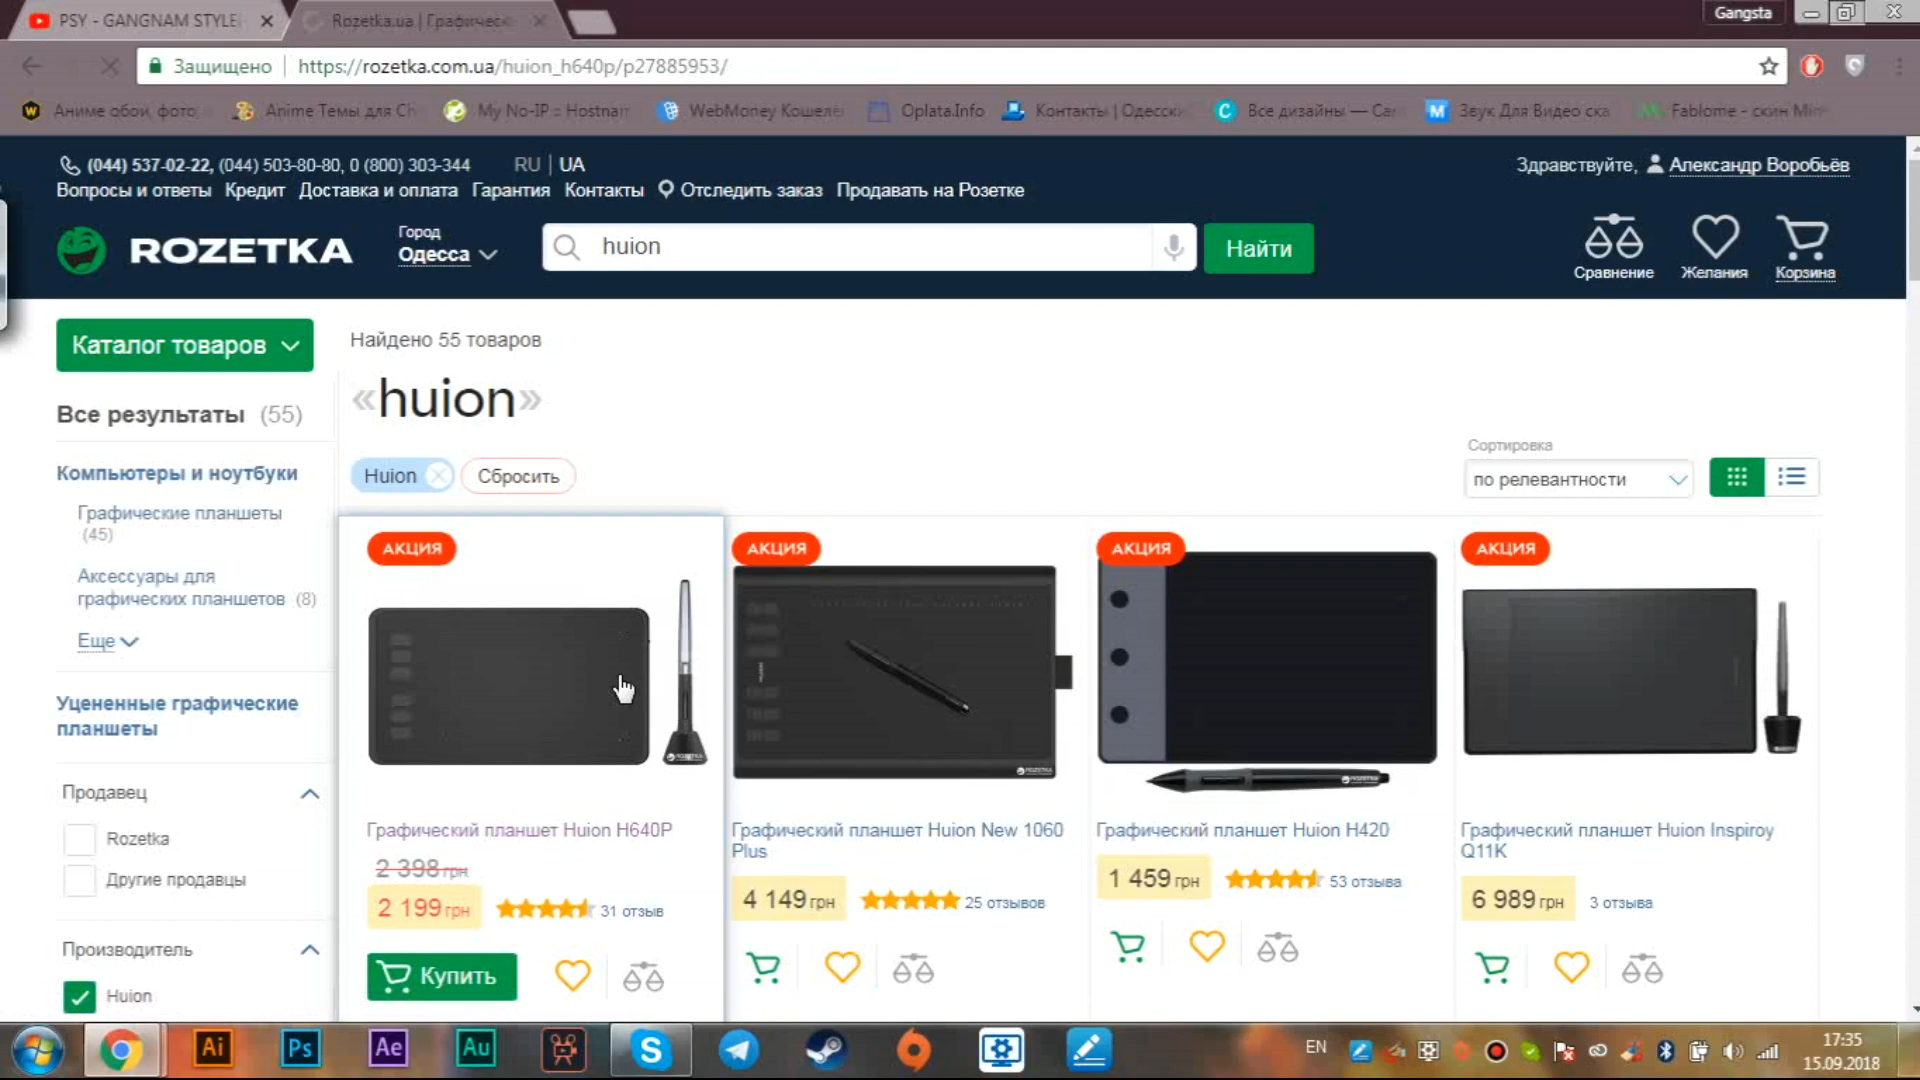 PSY - GANGNAM STYLE
Rozetka.ua | Графическ
Gangsta
Защищено
https://rozetka.com.ua/huion_h640p/p27885953/
Аниме обои, фото,
Anime Темы для Ch
My No-IP :: Hostnam
WebMoney Кошелек
Oplata.Info
Контакты | Одесски
Все дизайны — Can
Звук Для Видео ска
Fablome - скин Min
(044) 537-02-22, (044) 503-80-80, 0 (800) 303-344
RU | UA
Здравствуйте, Александр Воробьёв
Вопросы и ответы Кредит Доставка и оплата Гарантия Контакты Отследить заказ Продавать на Розетке
ROZETKA
Город
Одесса
huion
Найти
Сравнение
Желания
Корзина
Каталог товаров
Найдено 55 товаров
«huion»
Все результаты (55)
Компьютеры и ноутбуки
Графические планшеты
(45)
Аксессуары для
графических планшетов (8)
Еще
Уцененные графические
планшеты
Продавец
Rozetka
Другие продавцы
Производитель
Huion
Huion
Сбросить
Сортировка
по релевантности
АКЦИЯ
ROZETKA
Графический планшет Huion H640P
2 398 грн
2 199 грн
31 отзыв
Купить
АКЦИЯ
ROZETKA
Графический планшет Huion New 1060
Plus
4 149 грн
25 отзывов
АКЦИЯ
ROZETKA
Графический планшет Huion H420
1 459 грн
53 отзыва
АКЦИЯ
Графический планшет Huion Inspiroy
Q11K
6 989 грн
3 отзыва
Ai
Ps
Ae
Au
EN
17:35
15.09.2018